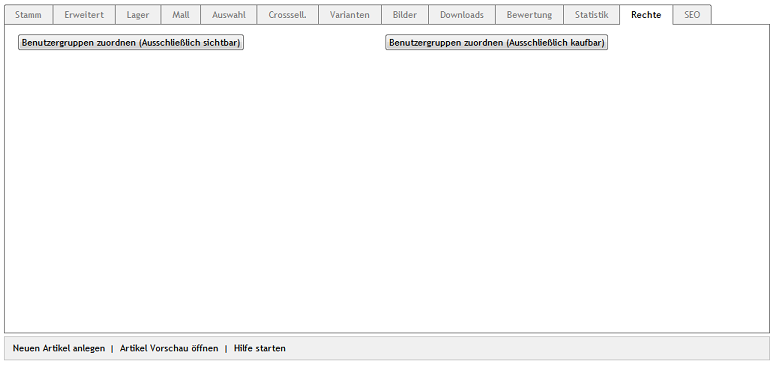 Stamm Erweitert Lager Mall Auswahl Crosssell. Varianten Bilder Downloads Bewertung Statistik Rechte SEO
Benutzergruppen zuordnen (Ausschließlich sichtbar) Benutzergruppen zuordnen (Ausschließlich kaufbar)
Neuen Artikel anlegen | Artikel Vorschau öffnen | Hilfe starten